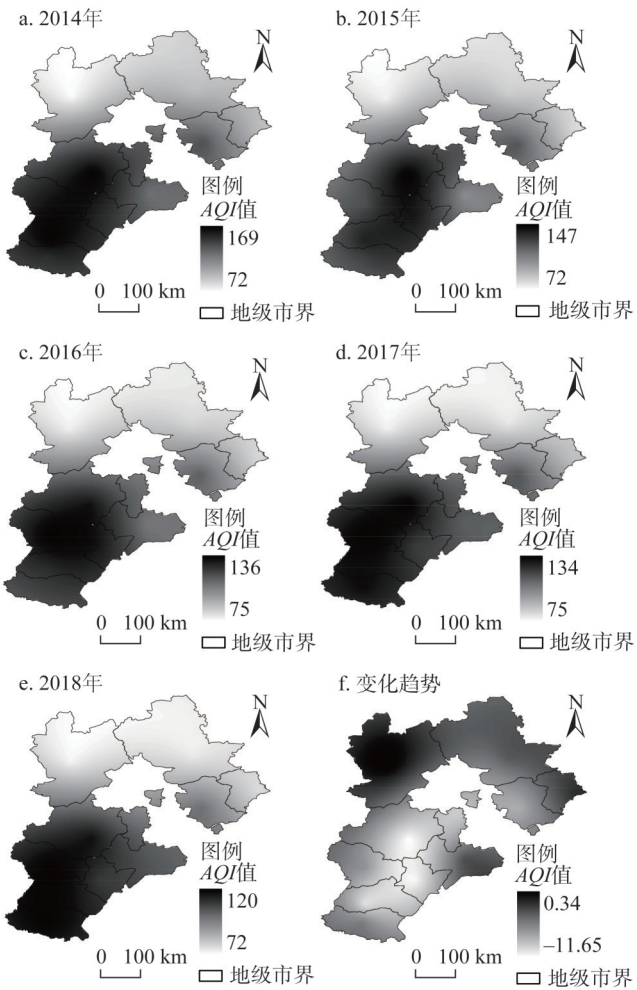 a. 2014年
N
图例
AQI值
169
72
0 100 km
地级市界
b. 2015年
N
图例
AQI值
147
72
0 100 km
地级市界
c. 2016年
N
图例
AQI值
136
75
0 100 km
地级市界
d. 2017年
N
图例
AQI值
134
75
0 100 km
地级市界
e. 2018年
N
图例
AQI值
120
72
0 100 km
地级市界
f. 变化趋势
N
图例
AQI值
0.34
–11.65
0 100 km
地级市界